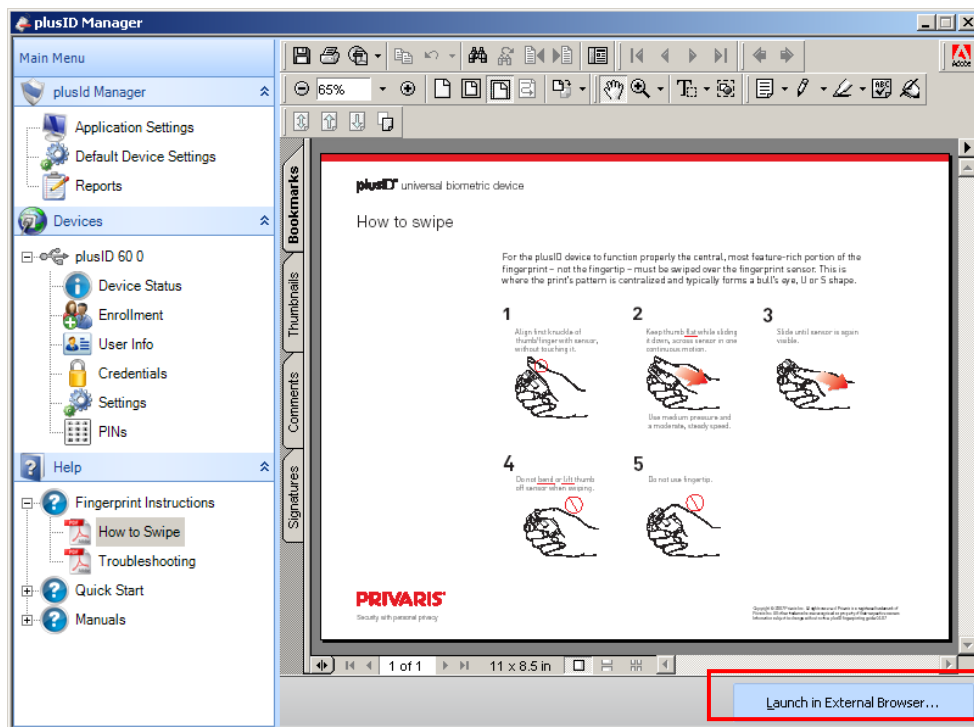 plusID Manager
Main Menu
plusId Manager
Application Settings
Default Device Settings
Reports
Devices
plusID 60 0
Device Status
Enrollment
User Info
Credentials
Settings
PINs
Help
Fingerprint Instructions
How to Swipe
Troubleshooting
Quick Start
Manuals
Adobe
65%
Bookmarks
Thumbnails
Comments
Signatures
plusID universal biometric device
How to swipe
For the plusID device to function properly the central, most feature-rich portion of the
fingerprint – not the fingertip – must be swiped over the fingerprint sensor. This is
where the print's pattern is centralized and typically forms a bull's eye, U or S shape.
1
Align first knuckle of
thumb/finger with sensor,
without touching it.
2
Keep thumb flat while sliding
it down, across sensor in one
continuous motion.
Use medium pressure and
a moderate, steady speed.
3
Slide until sensor is again
visible.
4
Do not bend or lift thumb
off sensor when swiping.
5
Do not use fingertip.
PRIVARIS
Security with personal privacy
1 of 1
11 x 8.5 in
Launch in External Browser...